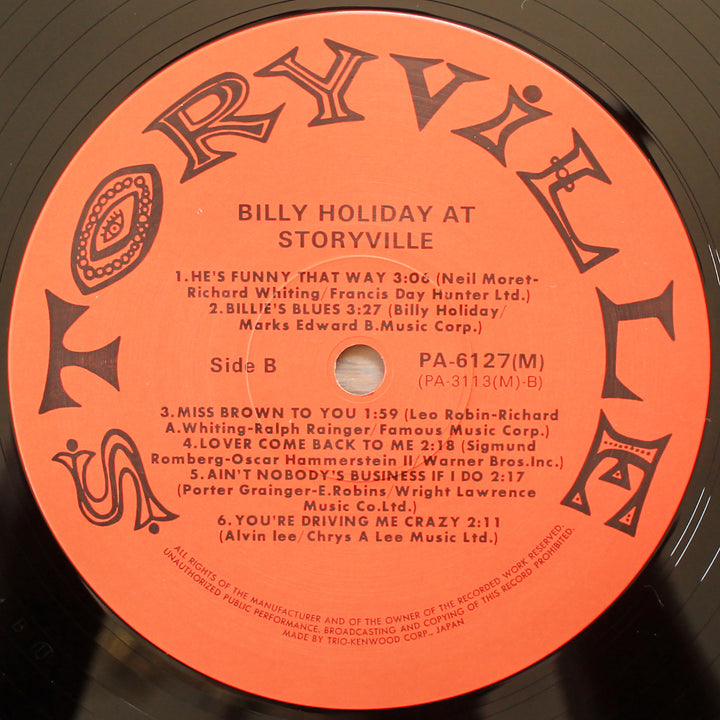 STORYViLLE
BILLY HOLIDAY AT
STORYVILLE
1.HE'S FUNNY THAT WAY 3:06 (Neil Moret-
Richard Whiting/Francis Day Hunter Ltd.)
2.BILLIE'S BLUES 3:27 (Billy Holiday/
Marks Edward B.Music Corp.)
Side B
PA-6127(M)
(PA-3113(M)-B)
3.MISS BROWN TO YOU 1:59 (Leo Robin-Richard
A.Whiting-Ralph Rainger/Famous Music Corp.)
4.LOVER COME BACK TO ME 2:18 (Sigmund
Romberg-Oscar Hammerstein II/Warner Bros.Inc.)
5.AIN'T NOBODY'S BUSINESS IF I DO 2:17
(Porter Grainger-E.Robins/Wright Lawrence
Music Co.Ltd.)
6.YOU'RE DRIVING ME CRAZY 2:11
(Alvin lee/Chrys A Lee Music Ltd.)
ALL RIGHTS OF THE MANUFACTURER AND OF THE OWNER OF THE RECORDED WORK RESERVED.
UNAUTHORIZED PUBLIC PERFORMANCE, BROADCASTING AND COPYING OF THIS RECORD PROHIBITED.
MADE BY TRIO-KENWOOD CORP., JAPAN